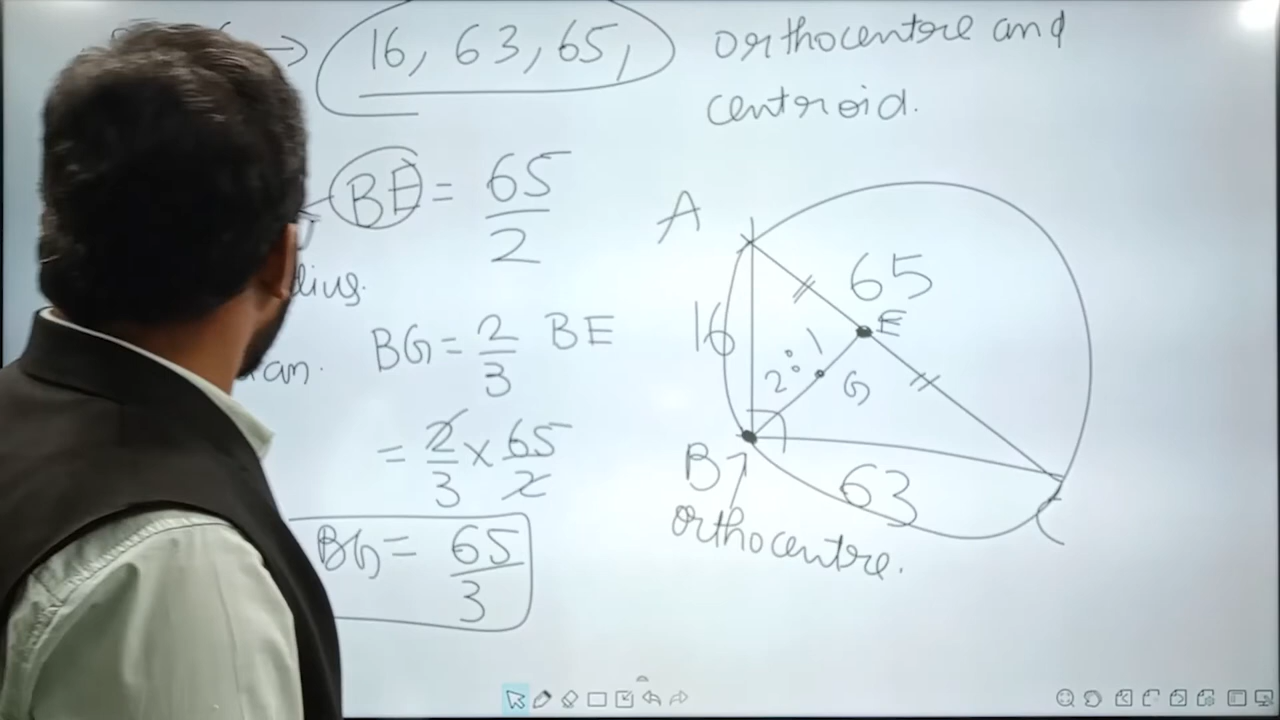 → 16, 63, 65,
orthocentre and
centroid.
BE = 65/2
dius.
BG = 2/3 BE
an.
= 2/3 × 65/2
BG = 65/3
A
65
16
E
2:1
G
B
63
C
orthocentre.